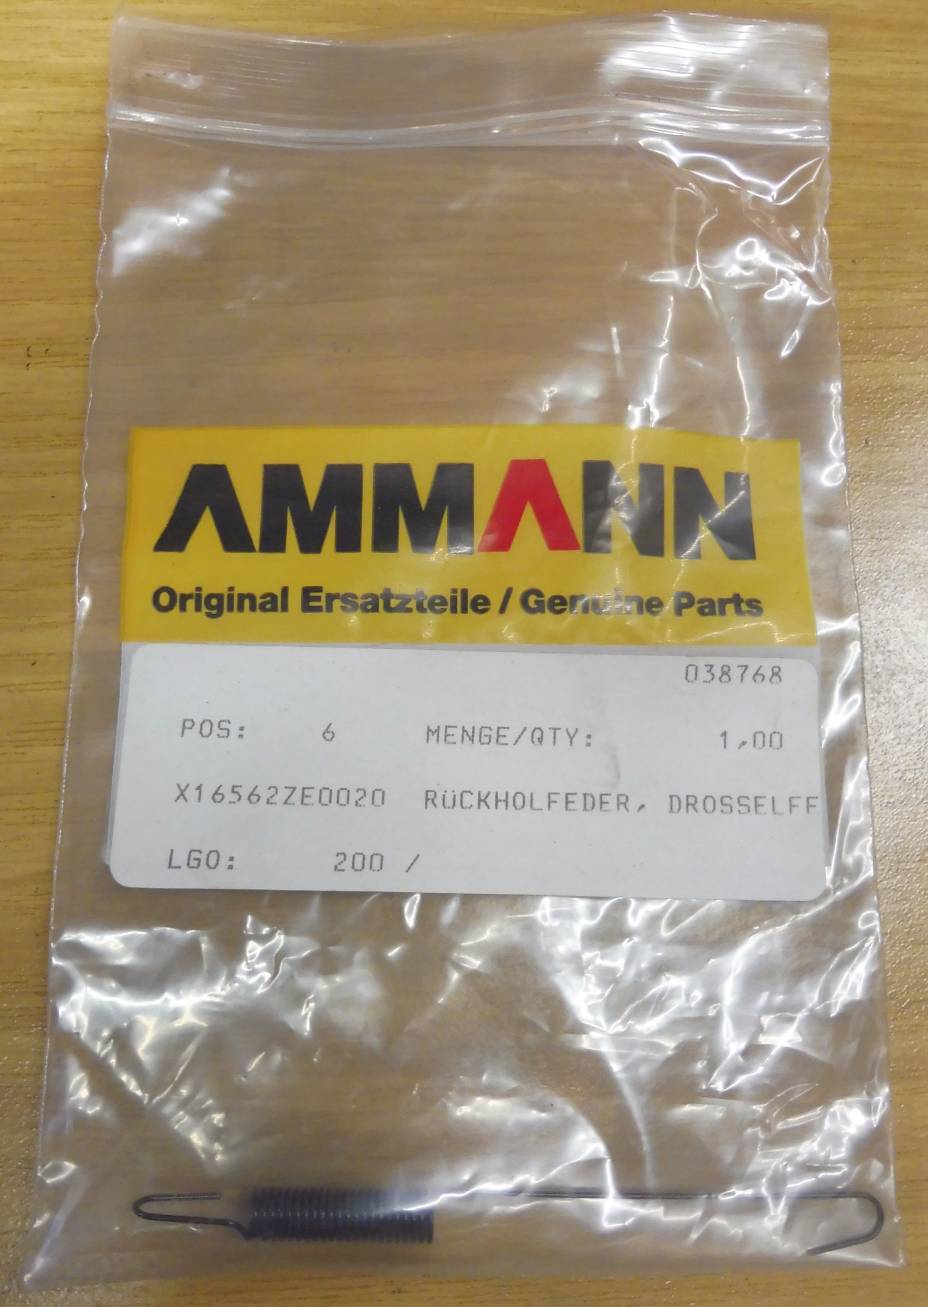 AMMANN
Original Ersatzteile / Genuine Parts
038768
POS: 6 MENGE/QTY: 1,00
X16562ZE0020 RÜCKHOLFEDER, DROSSELFF
LGO: 200 /